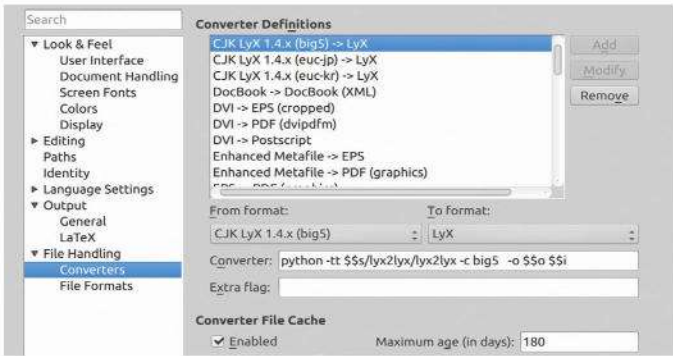 Search
Look & Feel
User Interface
Document Handling
Screen Fonts
Colors
Display
Editing
Paths
Identity
Language Settings
Output
General
LaTeX
File Handling
Converters
File Formats
Converter Definitions
CJK LyX 1.4.x (big5) -> LyX
CJK LyX 1.4.x (euc-jp) -> LyX
CJK LyX 1.4.x (euc-kr) -> LyX
DocBook -> DocBook (XML)
DVI -> EPS (cropped)
DVI -> PDF (dvipdfm)
DVI -> Postscript
Enhanced Metafile -> EPS
Enhanced Metafile -> PDF (graphics)
Add
Modify
Remove
From format: To format:
CJK LyX 1.4.x (big5) LyX
Converter: python -tt $$s/lyx2lyx/lyx2lyx -c big5 -o $$o $$i
Extra flag:
Converter File Cache
Enabled Maximum age (in days): 180